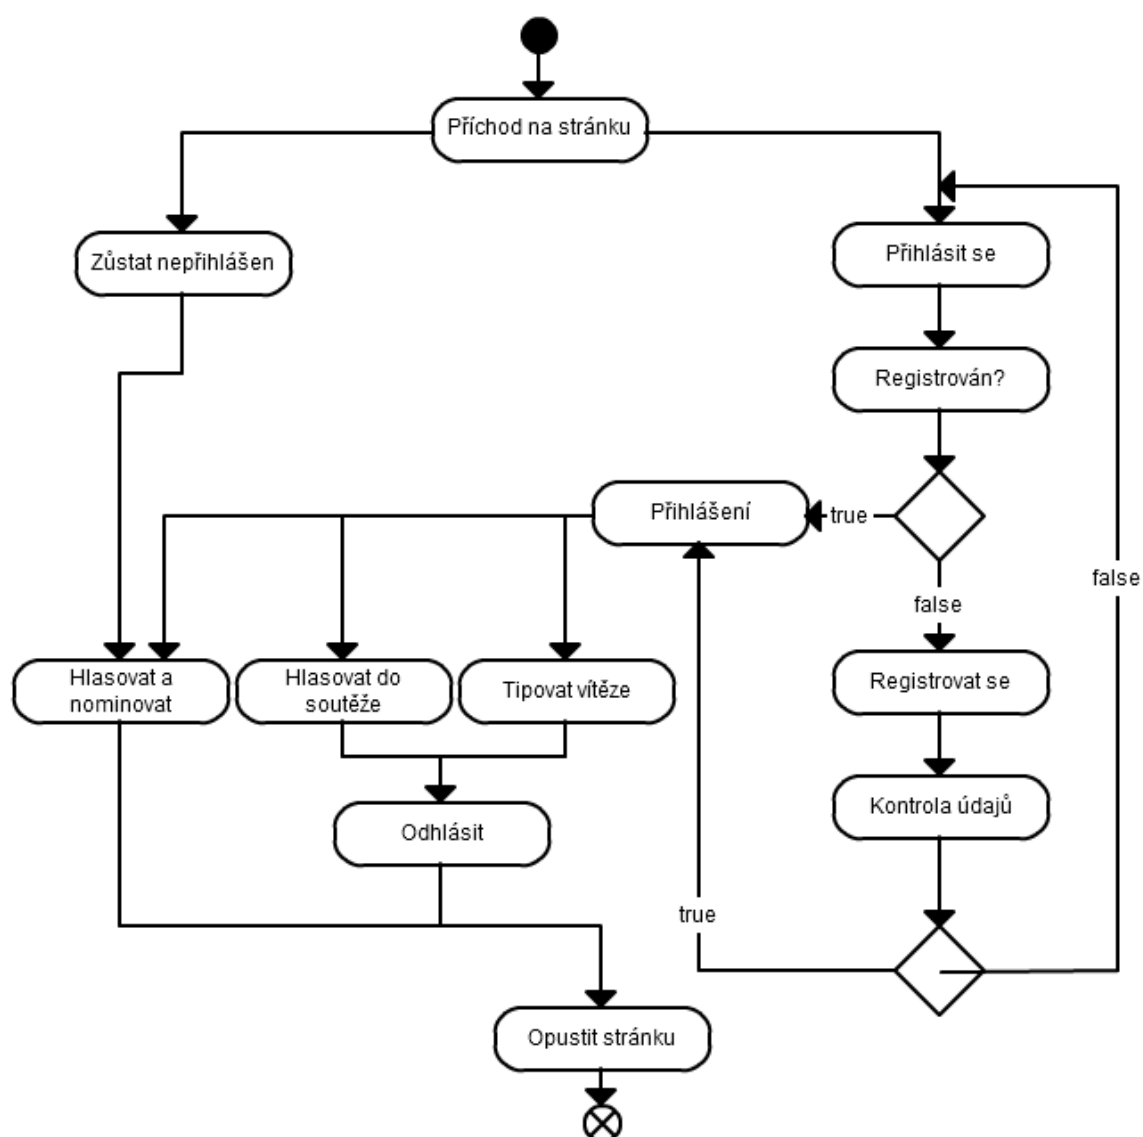 Příchod na stránku
Zůstat nepřihlášen
Přihlásit se
Registrován?
Přihlášení
true
false
false
Hlasovat a
nominovat
Hlasovat do
soutěže
Tipovat vítěze
Registrovat se
Odhlásit
Kontrola údajů
true
Opustit stránku